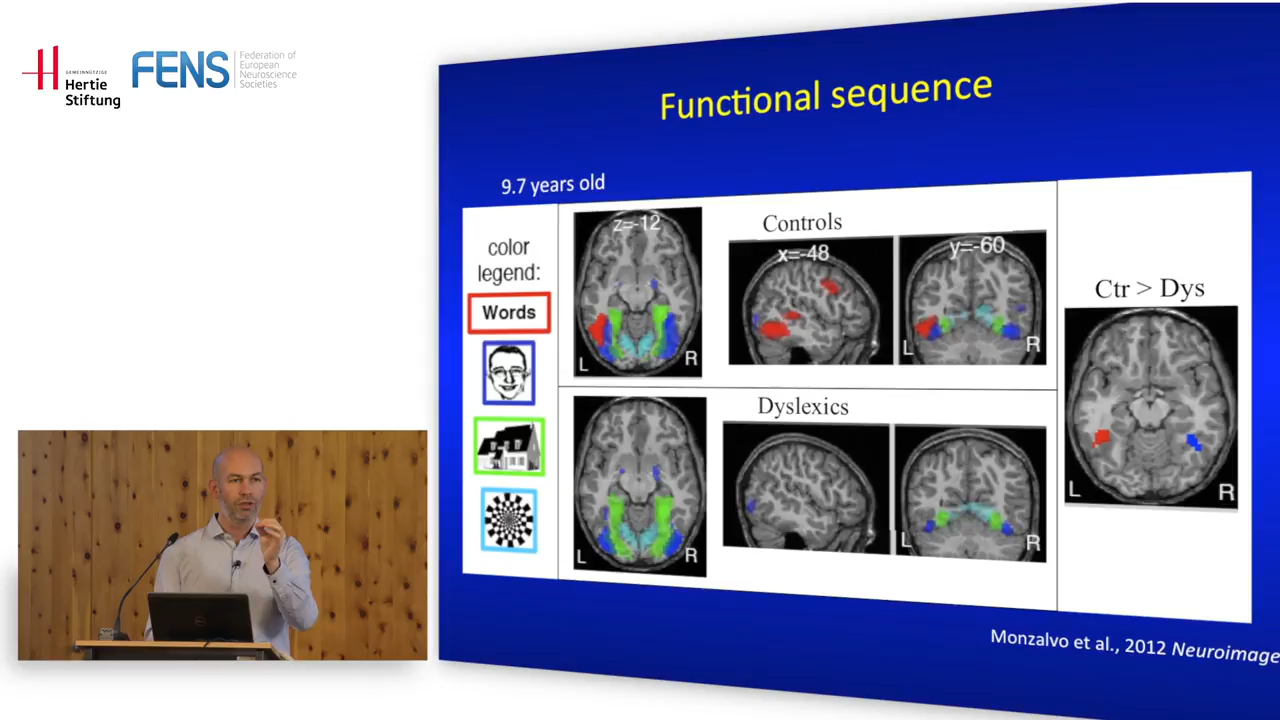 GEMEINNÜTZIGE
Hertie
Stiftung
FENS
Federation of
European
Neuroscience
Societies
Functional sequence
9.7 years old
color
legend:
Words
z=-12
L
R
Controls
x=-48
y=-60
L
R
Dyslexics
L
R
L
R
Ctr > Dys
L
R
Monzalvo et al., 2012 Neuroimage